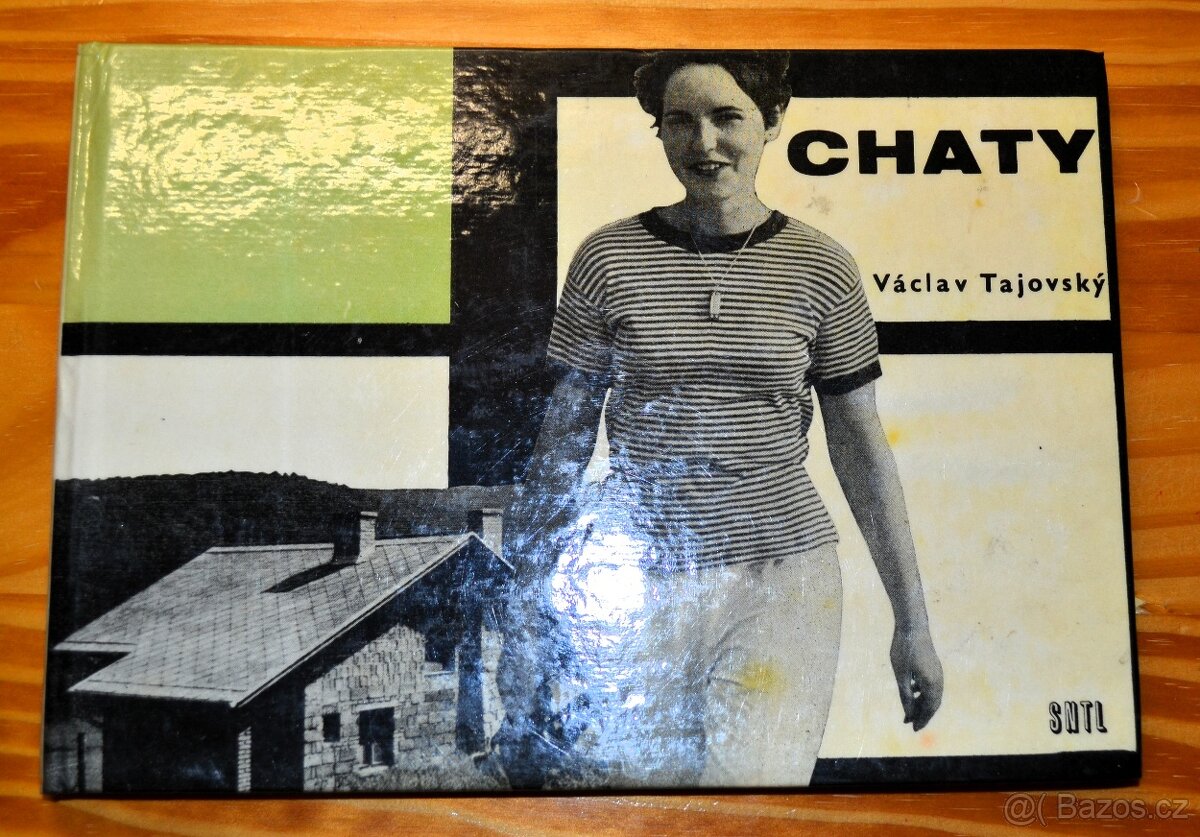 CHATY
Václav Tajovský
SNTL
@( Bazos.cz